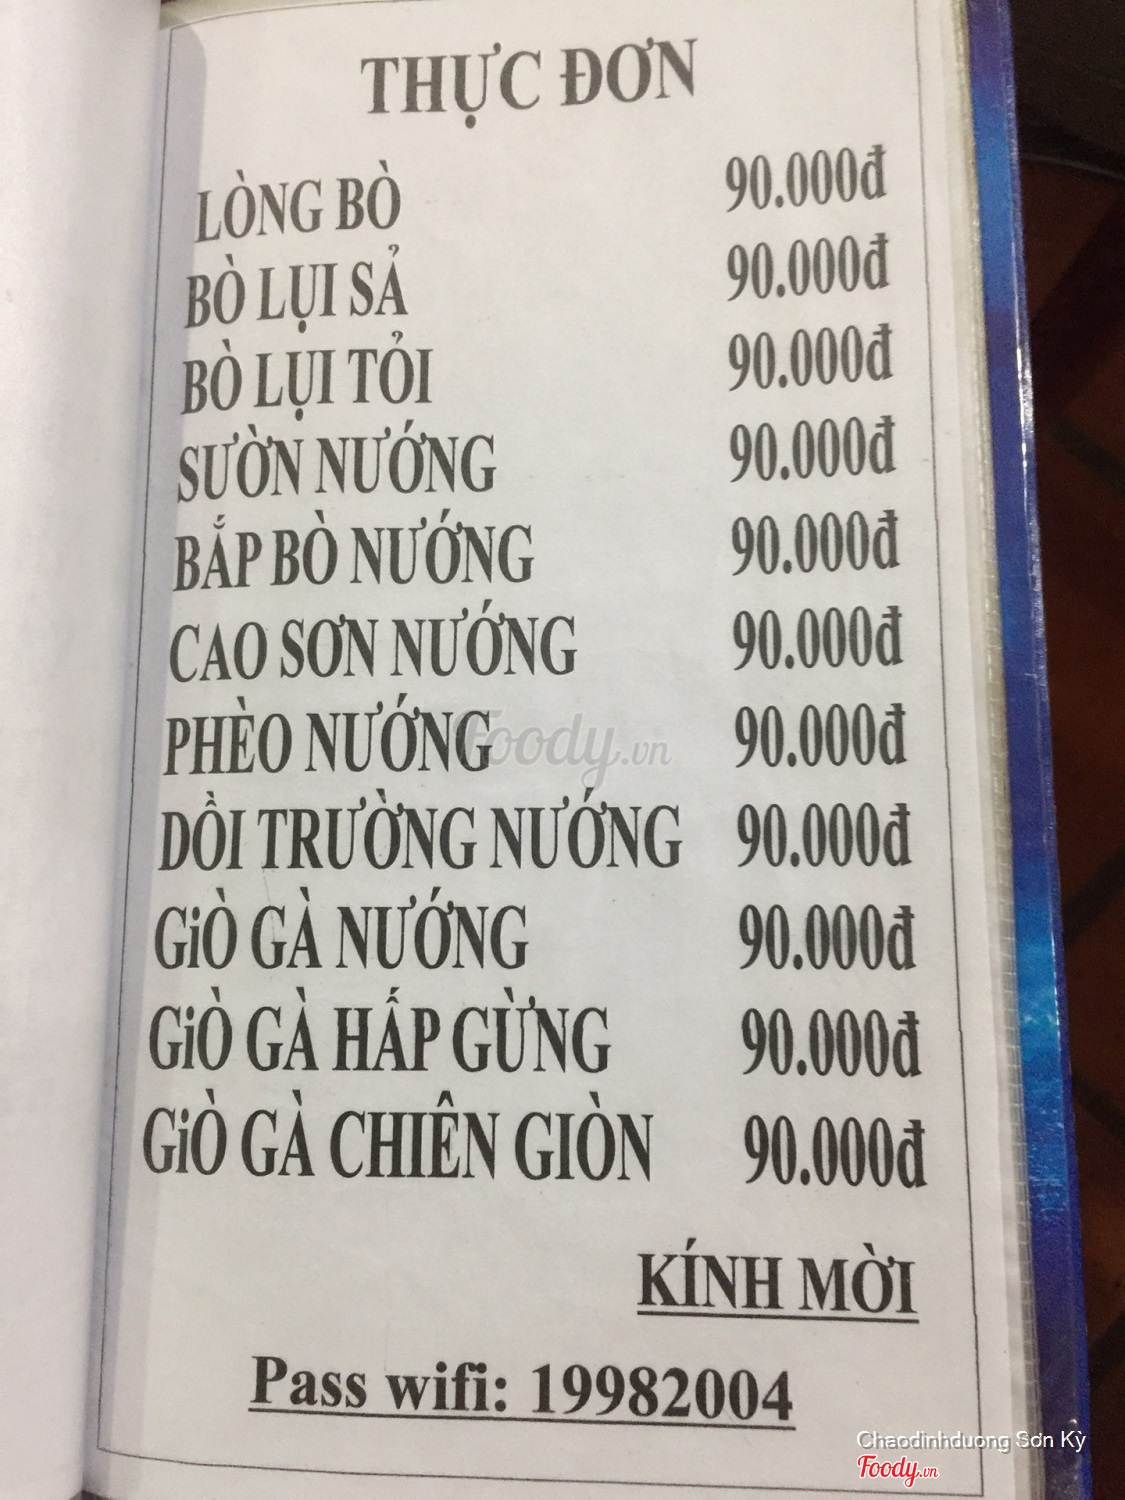 THỰC ĐƠN
LÒNG BÒ 90.000đ
BÒ LỤI SẢ 90.000đ
BÒ LỤI TỎI 90.000đ
SƯỜN NƯỚNG 90.000đ
BẮP BÒ NƯỚNG 90.000đ
CAO SƠN NƯỚNG 90.000đ
PHÈO NƯỚNG 90.000đ
Foody.vn
DỒI TRƯỜNG NƯỚNG 90.000đ
GiÒ GÀ NƯỚNG 90.000đ
GiÒ GÀ HẤP GỪNG 90.000đ
GiÒ GÀ CHIÊN GIÒN 90.000đ
KÍNH MỜI
Pass wifi: 19982004
Chaodinhduong Sơn Kỳ
Foody.vn